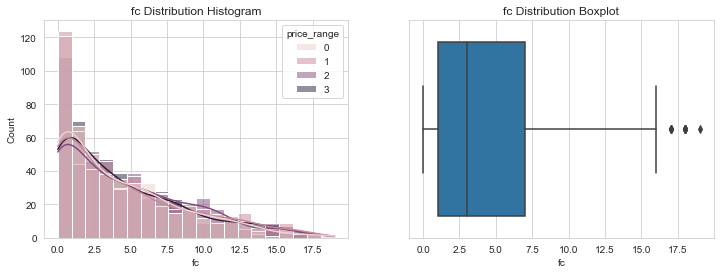 fc Distribution Histogram
price_range
0
1
2
3
Count
120
100
80
60
40
20
0
0.0 2.5 5.0 7.5 10.0 12.5 15.0 17.5
fc
fc Distribution Boxplot
0.0 2.5 5.0 7.5 10.0 12.5 15.0 17.5
fc